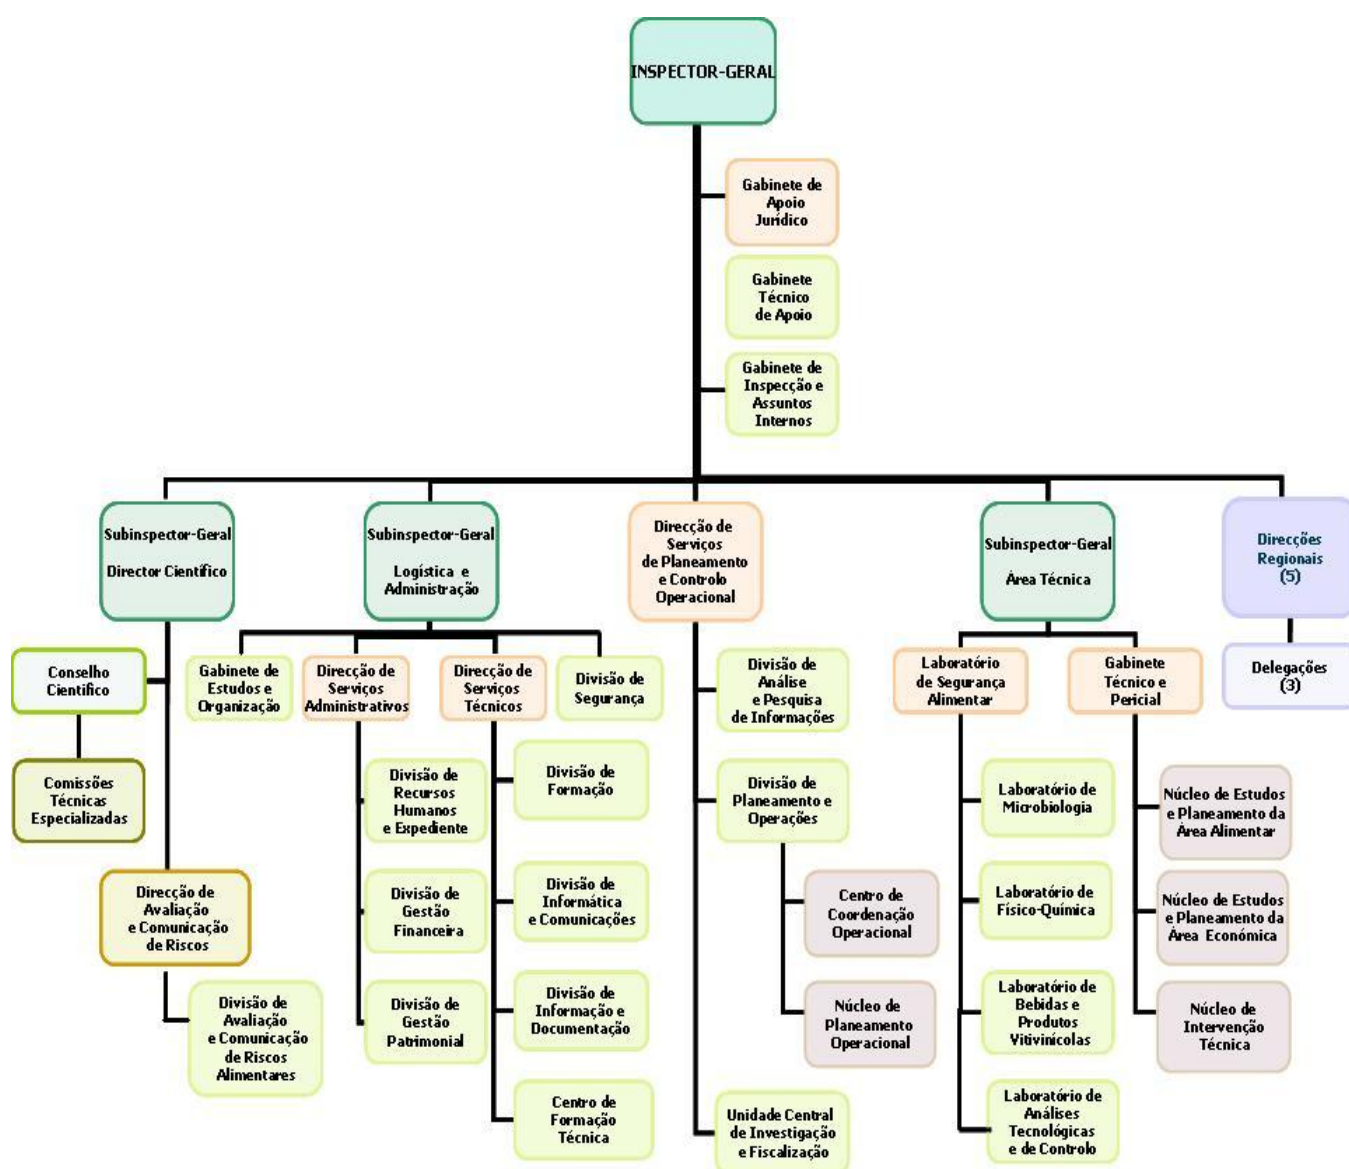 INSPECTOR-GERAL
Gabinete de
Apoio
Jurídico
Gabinete
Técnico
de Apoio
Gabinete de
Inspecção e
Assuntos
Internos
Subinspector-Geral
Director Científico
Subinspector-Geral
Logística e
Administração
Direcção de
Serviços
de Planeamento
e Controlo
Operacional
Subinspector-Geral
Área Técnica
Direcções
Regionais
(5)
Conselho
Científico
Gabinete de
Estudos e
Organização
Direcção de
Serviços
Administrativos
Direcção de
Serviços
Técnicos
Divisão de
Segurança
Divisão de
Análise
e Pesquisa
de Informações
Laboratório
de Segurança
Alimentar
Gabinete
Técnico e
Pericial
Delegações
(3)
Comissões
Técnicas
Especializadas
Divisão de
Recursos
Humanos
e Expediente
Divisão de
Formação
Divisão de
Planeamento e
Operações
Laboratório de
Microbiologia
Núcleo de Estudos
e Planeamento da
Área Alimentar
Direcção de
Avaliação
e Comunicação
de Riscos
Divisão de
Gestão
Financeira
Divisão de
Informática
e Comunicações
Centro de
Coordenação
Operacional
Laboratório de
Físico-Química
Núcleo de Estudos
e Planeamento da
Área Económica
Divisão de
Avaliação
e Comunicação
de Riscos
Alimentares
Divisão de
Gestão
Patrimonial
Divisão de
Informação e
Documentação
Núcleo de
Planeamento
Operacional
Laboratório de
Bebidas e
Produtos
Vitivinícolas
Núcleo de
Intervenção
Técnica
Centro de
Formação
Técnica
Unidade Central
de Investigação
e Fiscalização
Laboratório de
Análises
Tecnológicas
e de Controlo